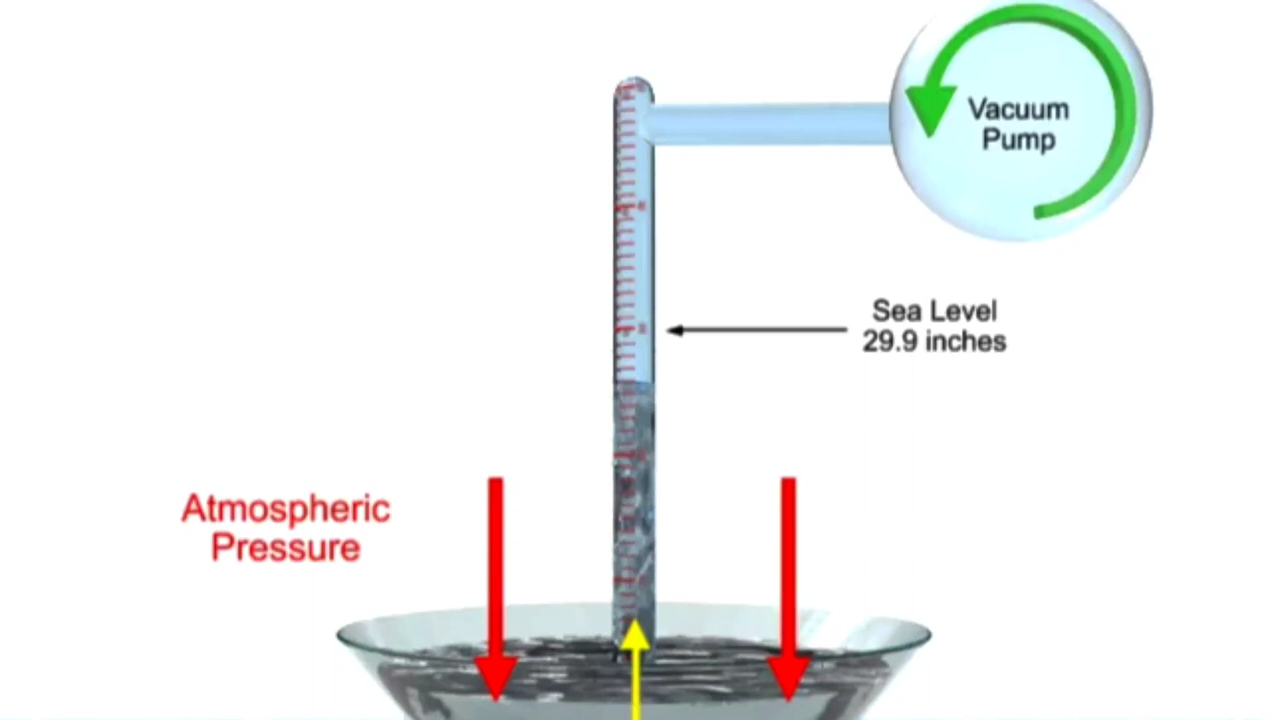 Vacuum
Pump
Sea Level
29.9 inches
Atmospheric
Pressure